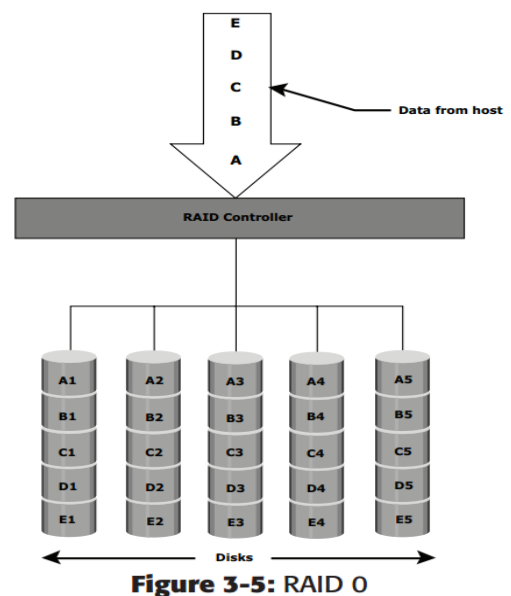 E
D
C
B
A
Data from host
RAID Controller
A1 A2 A3 A4 A5
B1 B2 B3 B4 B5
C1 C2 C3 C4 C5
D1 D2 D3 D4 D5
E1 E2 E3 E4 E5
Disks
Figure 3-5: RAID 0